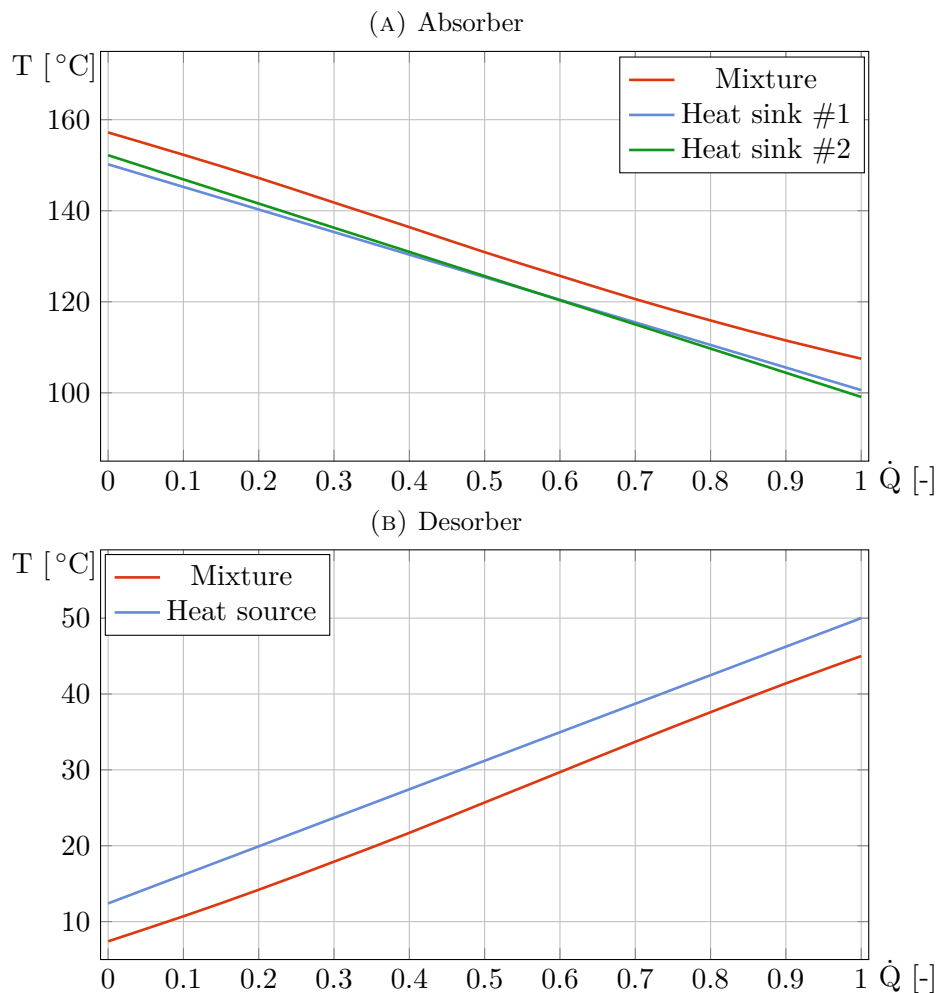 (A) Absorber
T [°C]
Mixture
Heat sink #1
Heat sink #2
160
140
120
100
0 0.1 0.2 0.3 0.4 0.5 0.6 0.7 0.8 0.9 1 Q̇ [-]
(B) Desorber
T [°C]
Mixture
Heat source
50
40
30
20
10
0 0.1 0.2 0.3 0.4 0.5 0.6 0.7 0.8 0.9 1 Q̇ [-]